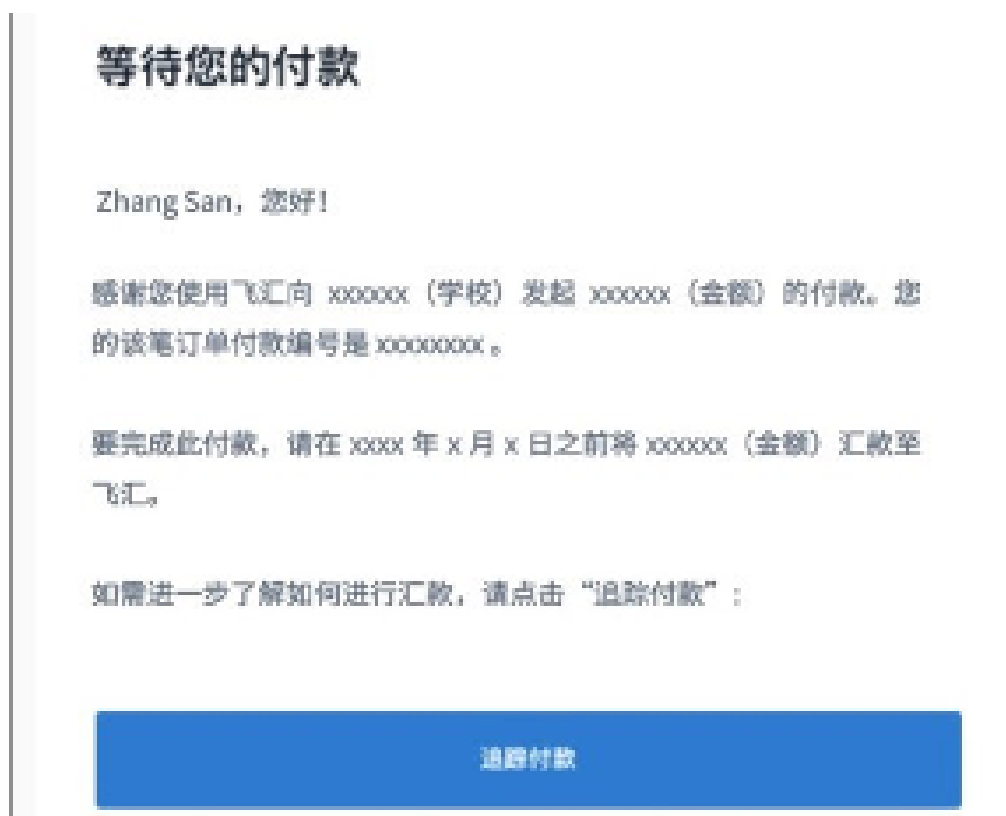 等待您的付款
Zhang San，您好！
感谢您使用飞汇向 xxxxxx（学校）发起 xxxxxx（金额）的付款。您
的该笔订单付款编号是 xxxxxxxx。
要完成此付款，请在 xxxx 年 x 月 x 日之前将 xxxxxx（金额）汇款至
飞汇。
如需进一步了解如何进行汇款，请点击“追踪付款”：
追踪付款